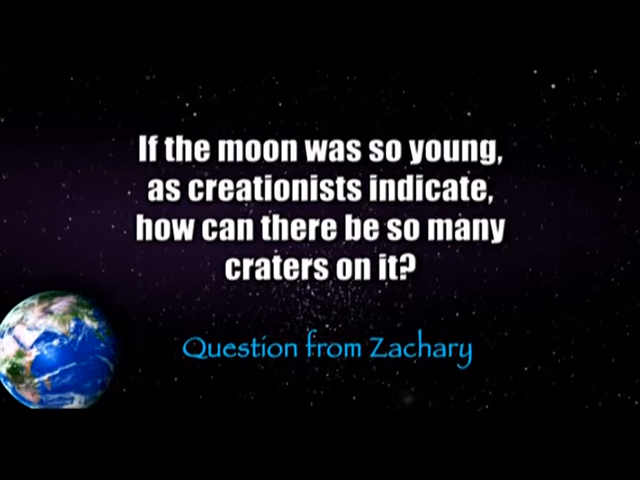 If the moon was so young,
as creationists indicate,
how can there be so many
craters on it?
Question from Zachary